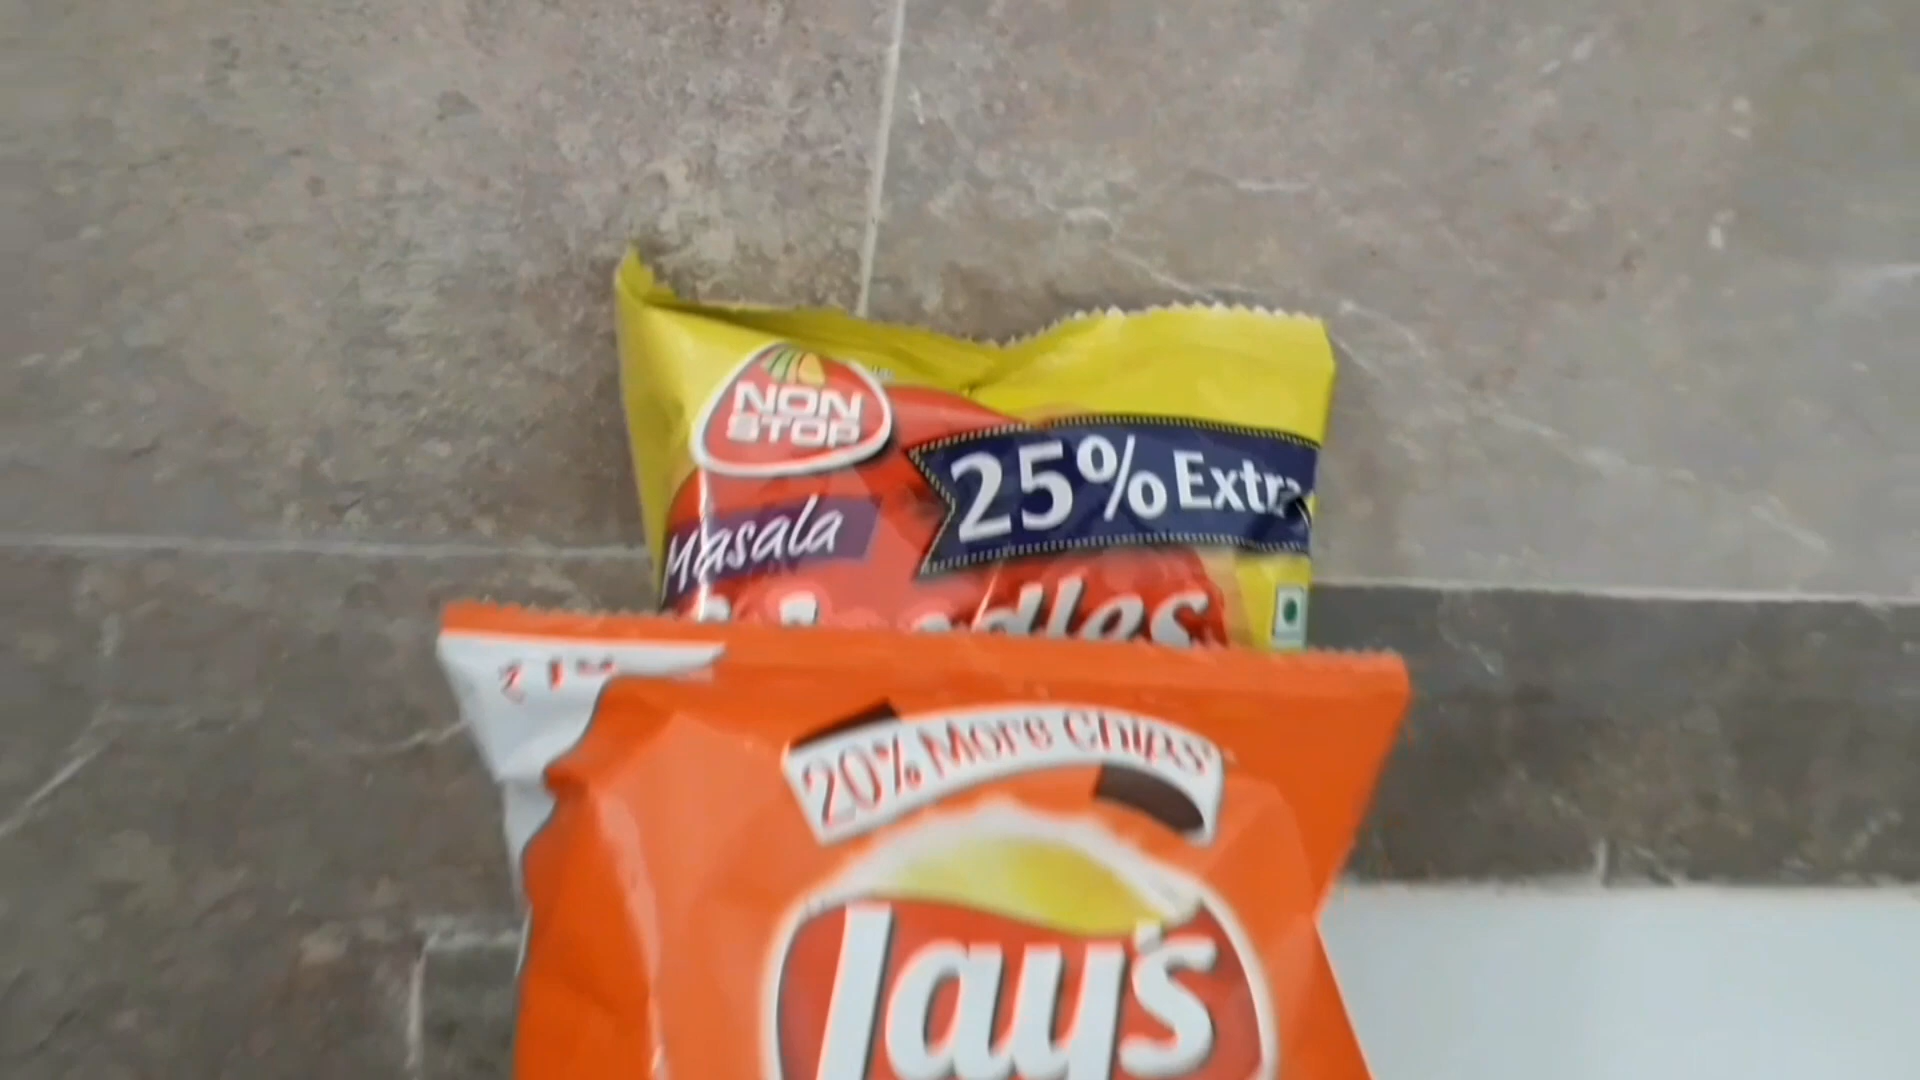 NON
STOP
25% Extra
Masala
20% More Chips*
Lay's